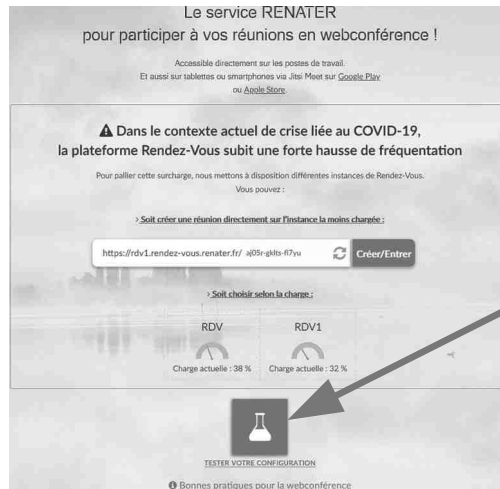 Le service RENATER
pour participer à vos réunions en webconférence !
Accessible directement sur les postes de travail.
Et aussi sur tablettes ou smartphones via Jitsi Meet sur Google Play
ou Apple Store.
Dans le contexte actuel de crise liée au COVID-19,
la plateforme Rendez-Vous subit une forte hausse de fréquentation
Pour pallier cette surcharge, nous mettons à disposition différentes instances de Rendez-Vous.
Vous pouvez :
> Soit créer une réunion directement sur l'instance la moins chargée :
https://rdv1.rendez-vous.renater.fr/ aj05r-gklts-fl7yu Créer/Entrer
> Soit choisir selon la charge :
RDV RDV1
Charge actuelle : 38 % Charge actuelle : 32 %
TESTER VOTRE CONFIGURATION
Bonnes pratiques pour la webconférence